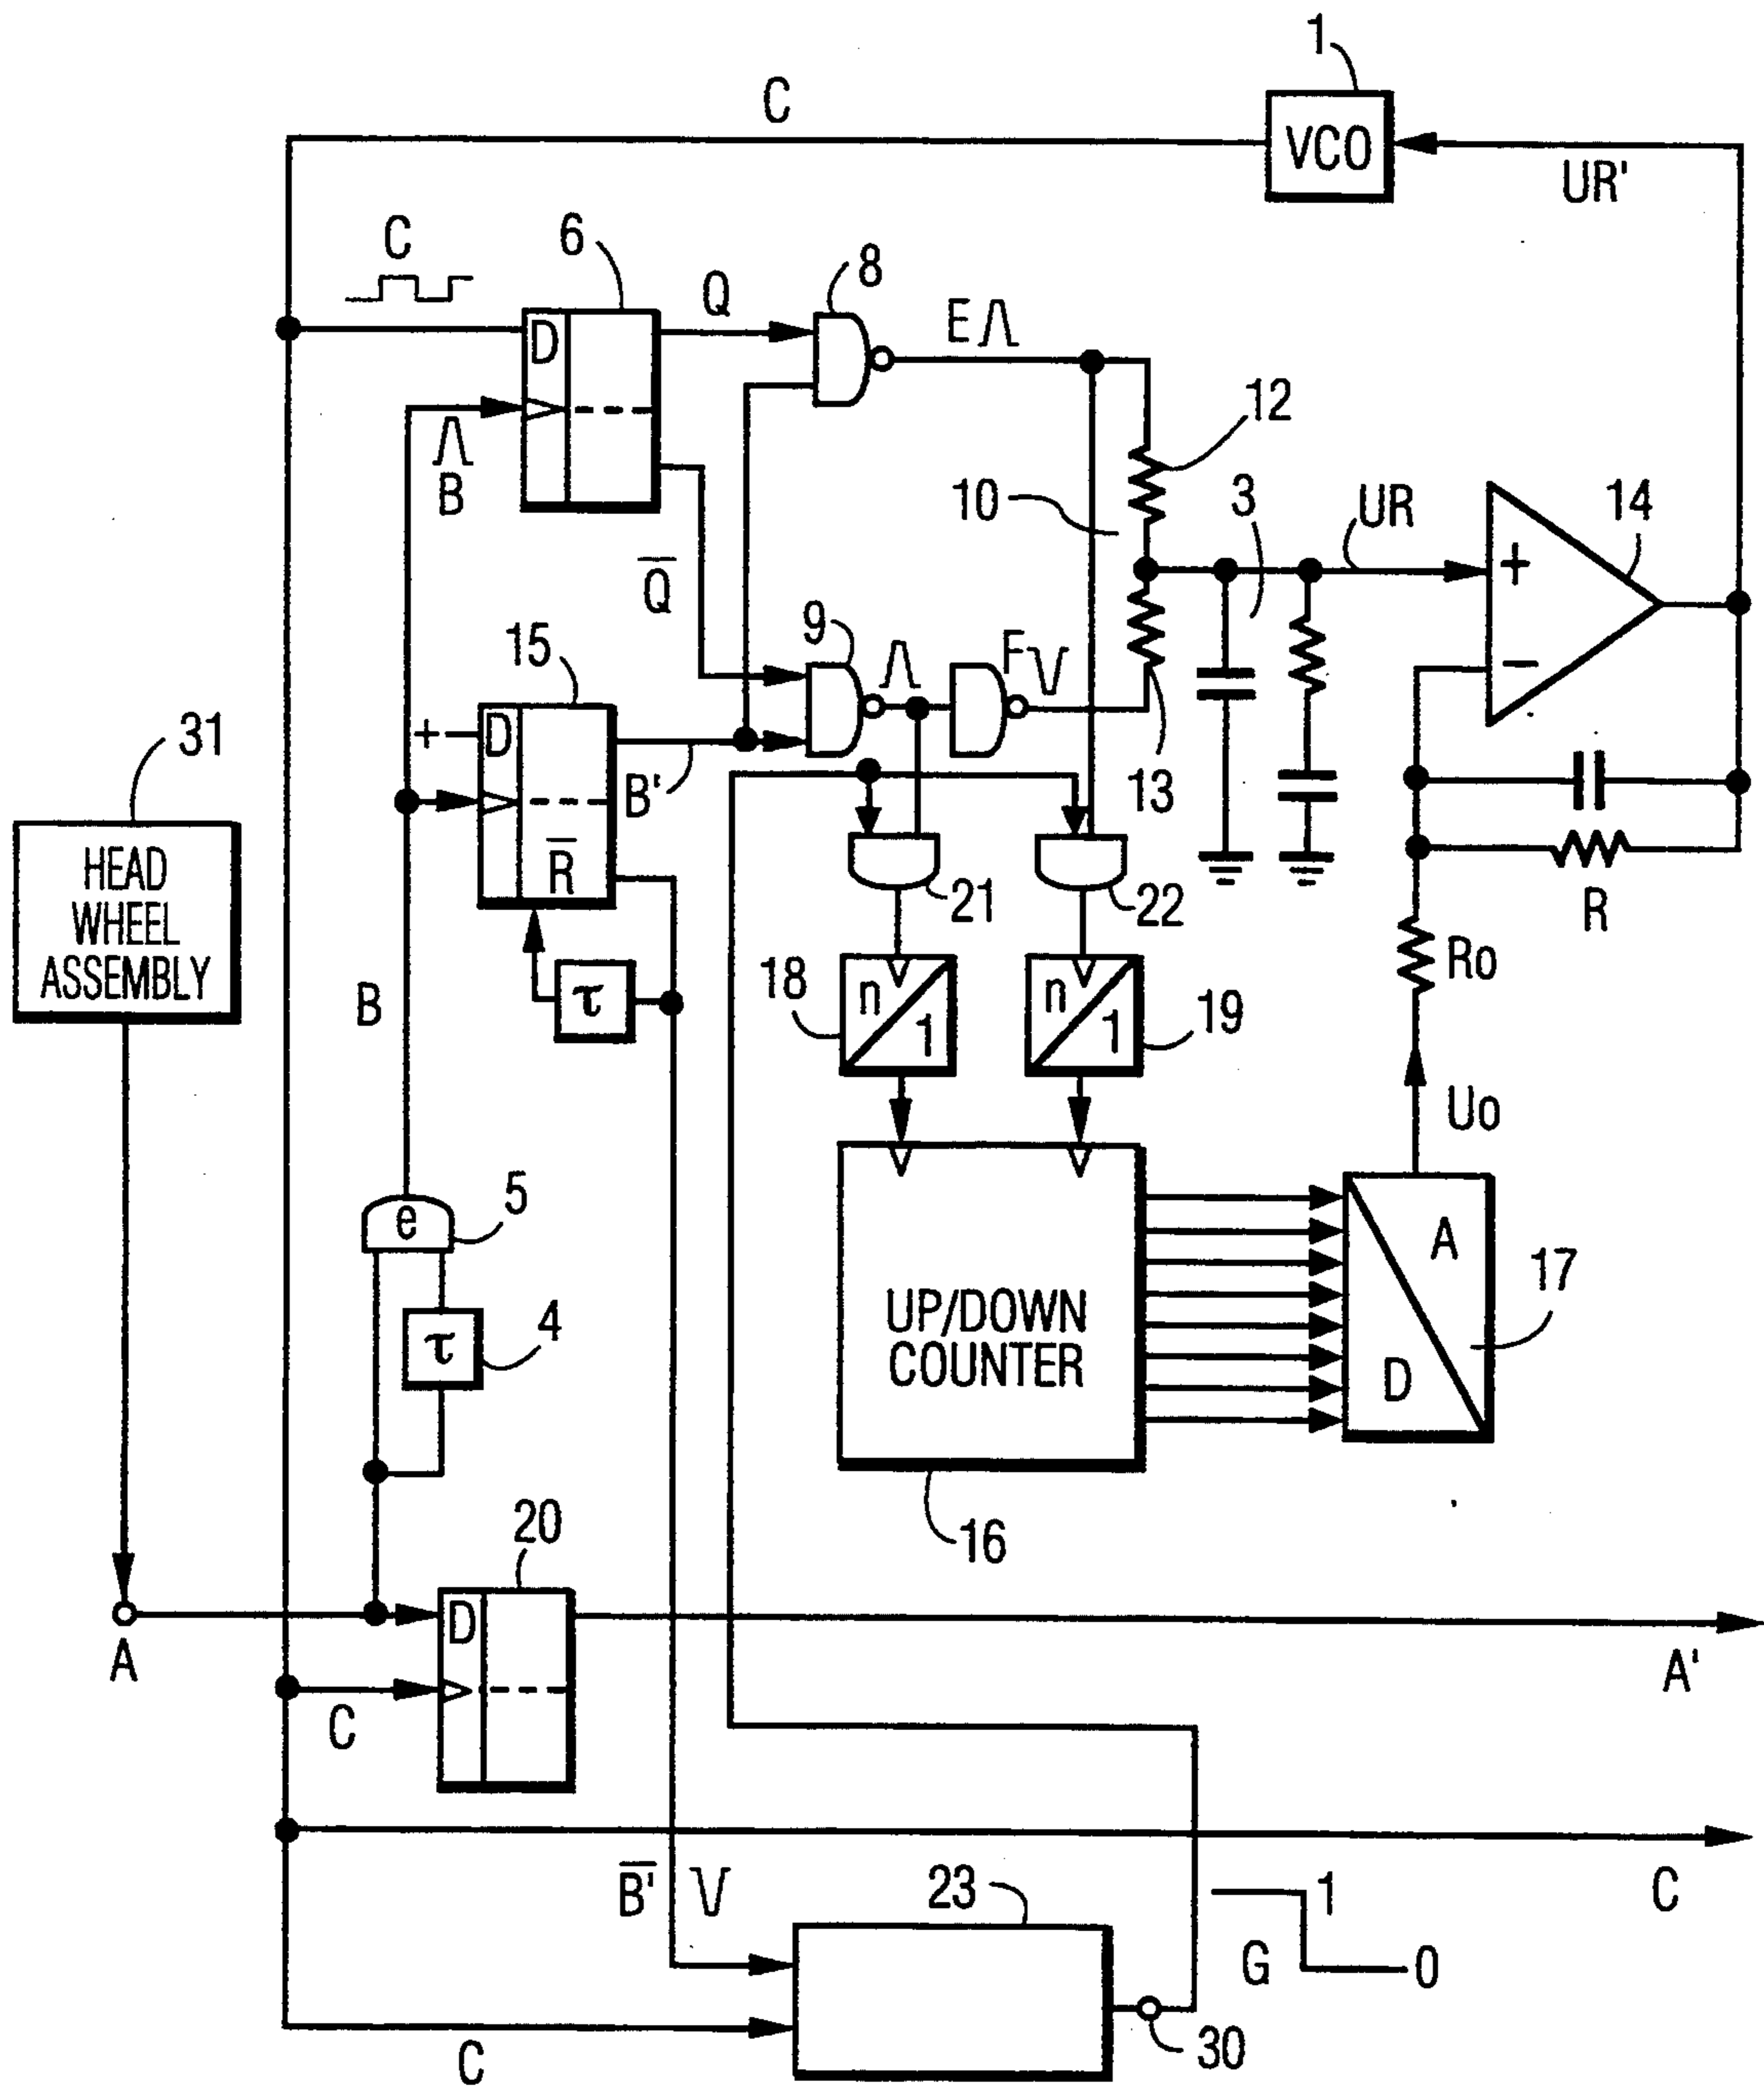 1
C
VCO
UR'
C
6
Q
8
E
D
12
B
10
3
UR
14
+
Q̅
9
F
15
−
31
+
D
B'
13
HEAD
WHEEL
ASSEMBLY
R̅
21
22
R
Ro
B
τ
18
n
1
n
1
19
Uo
5
e
4
τ
UP/DOWN
COUNTER
A
D
17
20
16
D
A
A'
C
B̅'
23
1
C
G
0
C
30